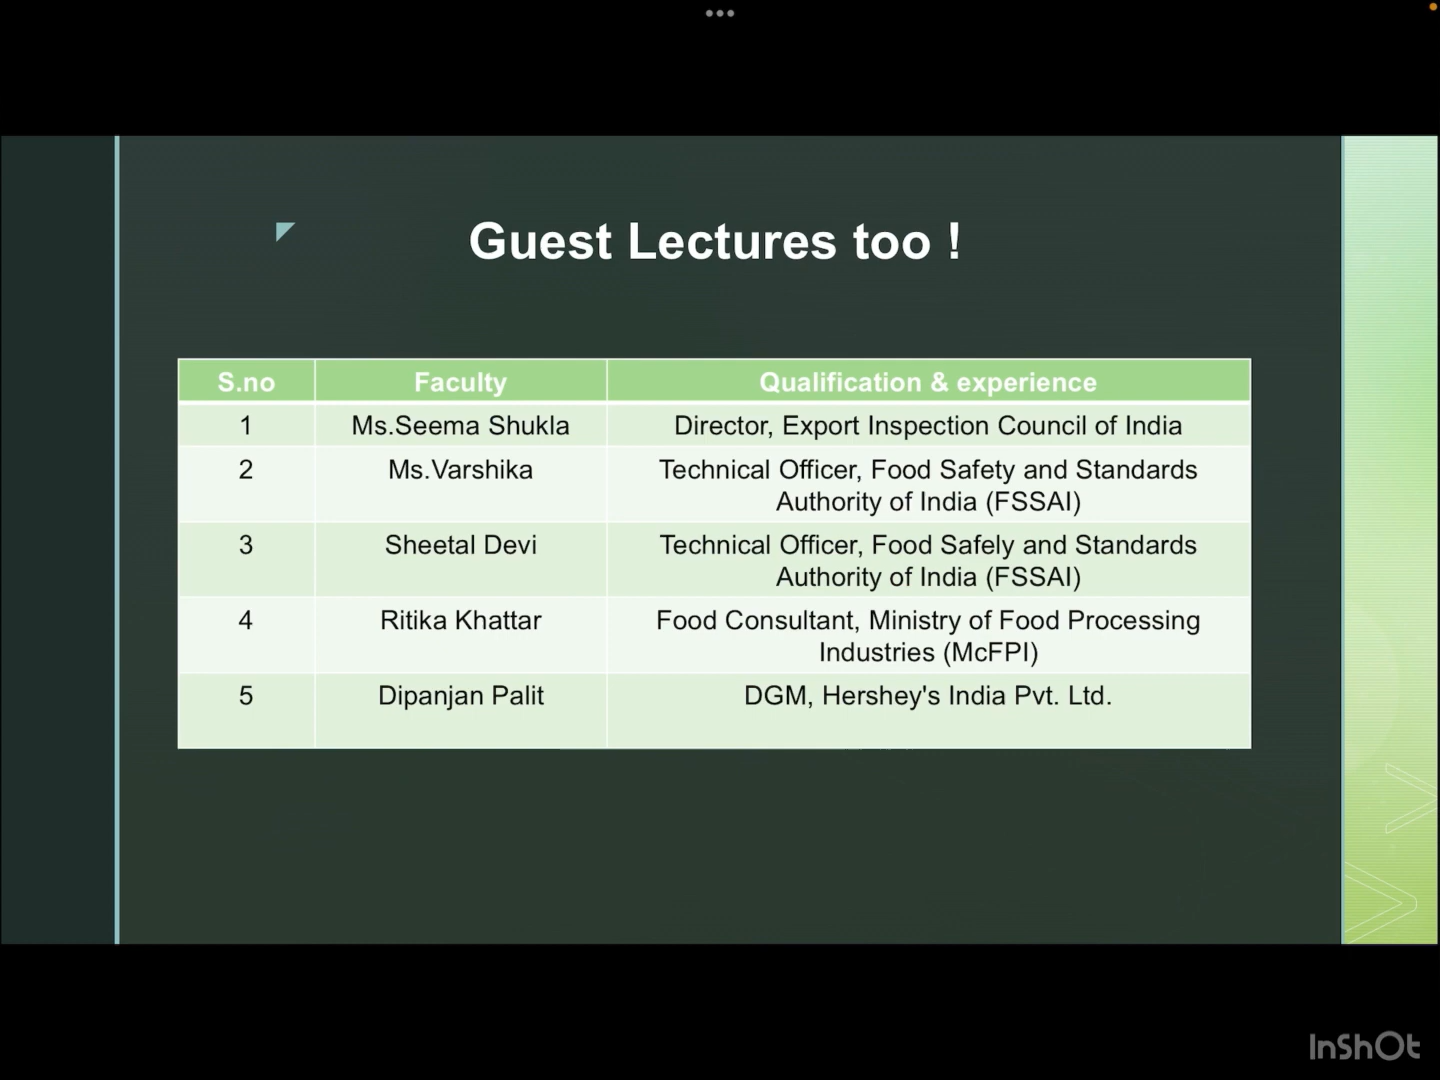 Guest Lectures too !
S.no Faculty Qualification & experience
1 Ms.Seema Shukla Director, Export Inspection Council of India
2 Ms.Varshika Technical Officer, Food Safety and Standards
Authority of India (FSSAI)
3 Sheetal Devi Technical Officer, Food Safely and Standards
Authority of India (FSSAI)
4 Ritika Khattar Food Consultant, Ministry of Food Processing
Industries (McFPI)
5 Dipanjan Palit DGM, Hershey's India Pvt. Ltd.
InShOt